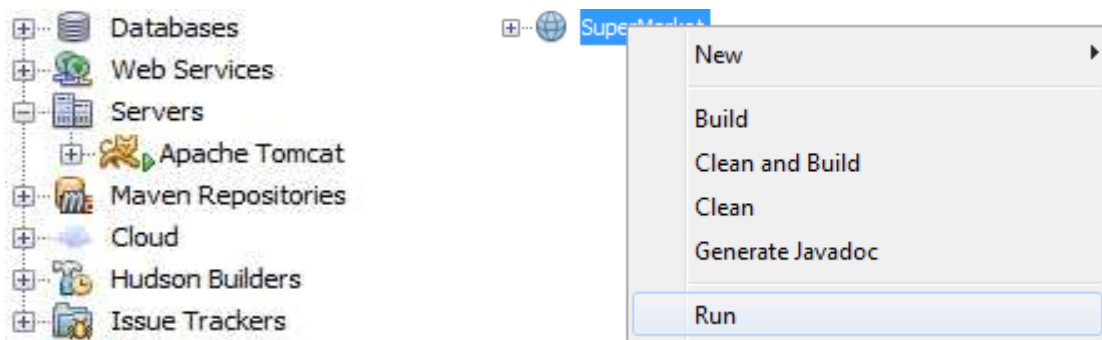 Databases
Web Services
Servers
Apache Tomcat
Maven Repositories
Cloud
Hudson Builders
Issue Trackers
SuperMarket
New
Build
Clean and Build
Clean
Generate Javadoc
Run